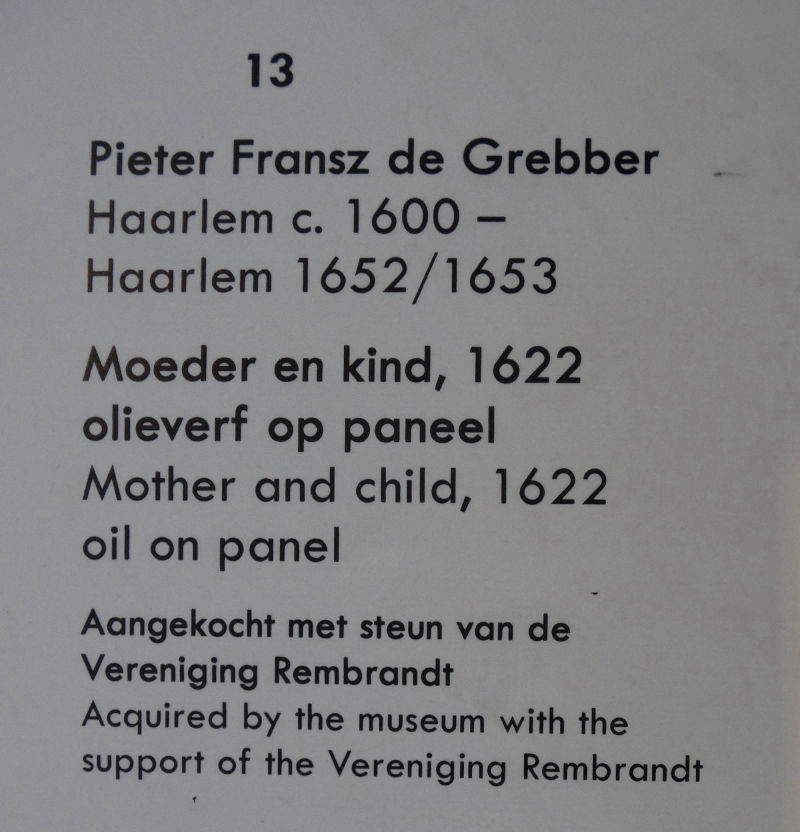 13
Pieter Fransz de Grebber
Haarlem c. 1600 –
Haarlem 1652/1653
Moeder en kind, 1622
olieverf op paneel
Mother and child, 1622
oil on panel
Aangekocht met steun van de
Vereniging Rembrandt
Acquired by the museum with the
support of the Vereniging Rembrandt